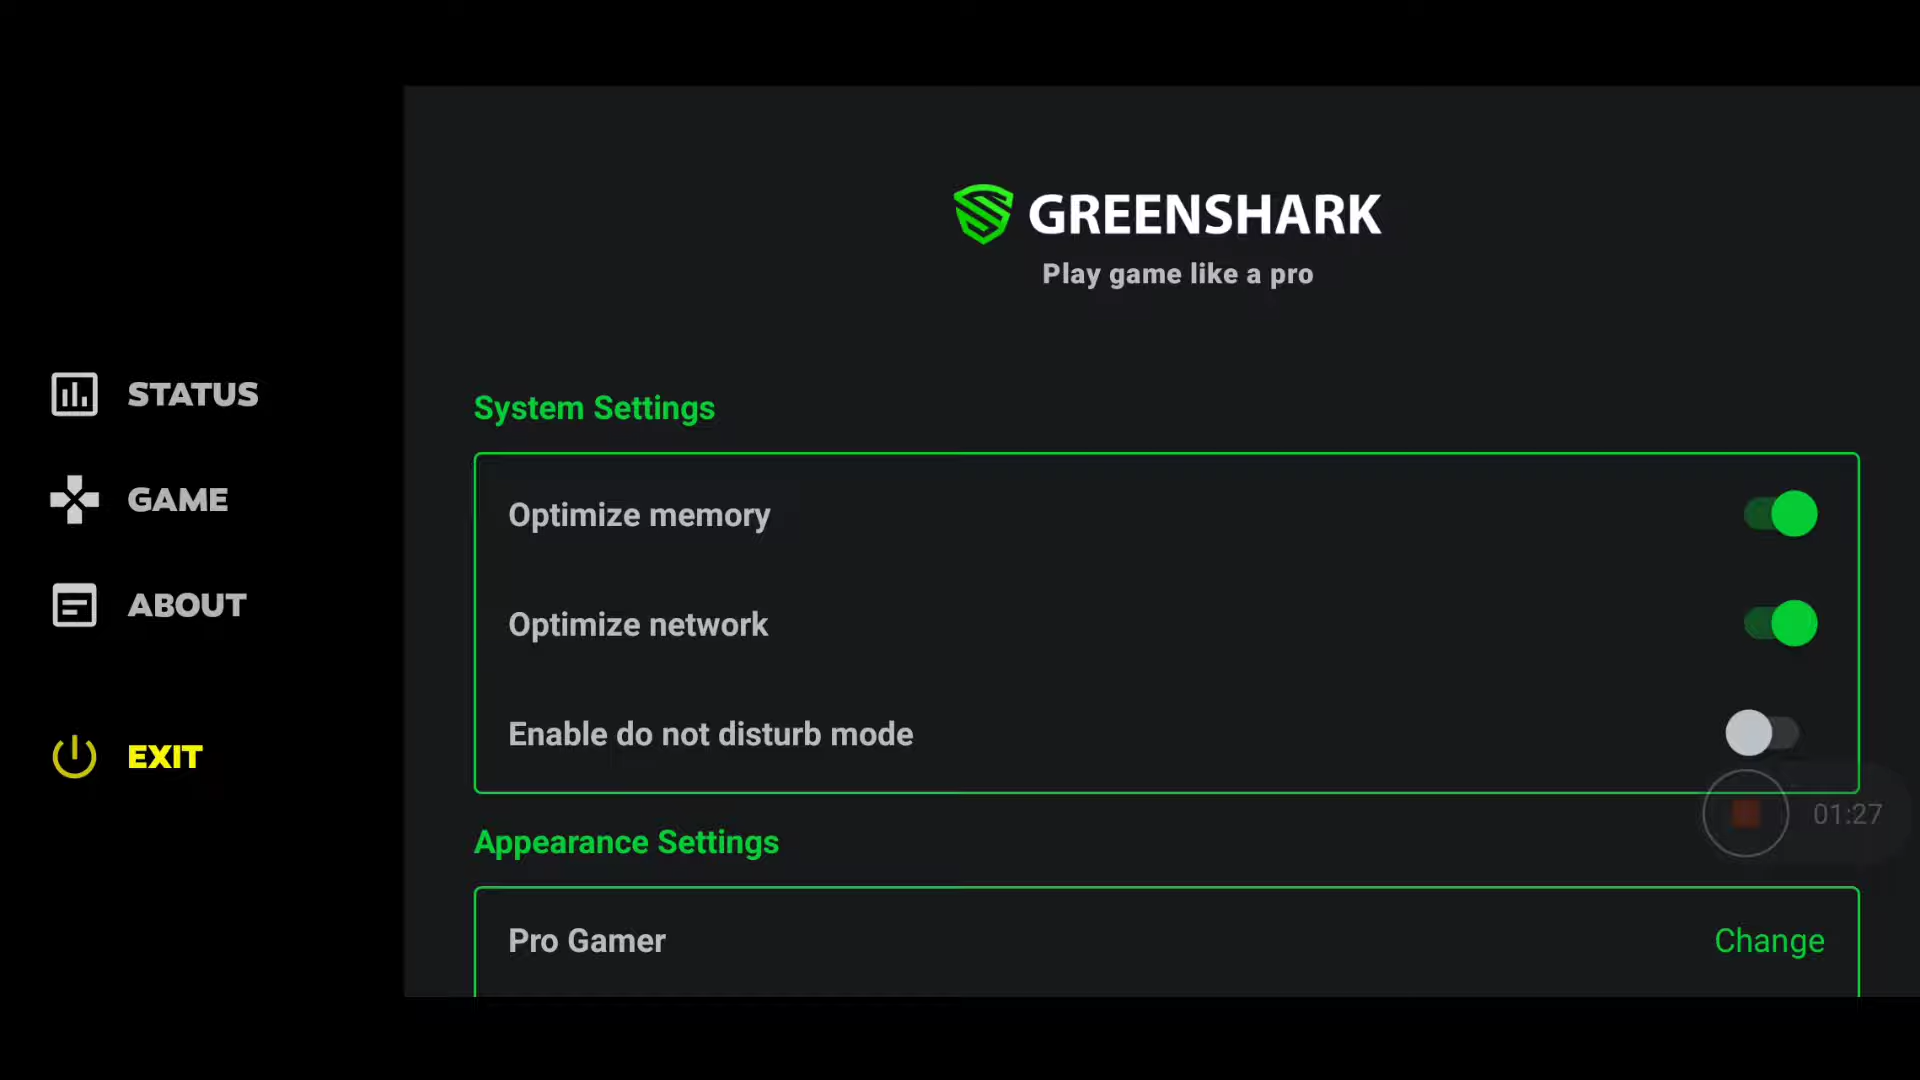 GREENSHARK
Play game like a pro
STATUS
GAME
ABOUT
EXIT
System Settings
Optimize memory
Optimize network
Enable do not disturb mode
01:27
Appearance Settings
Pro Gamer
Change